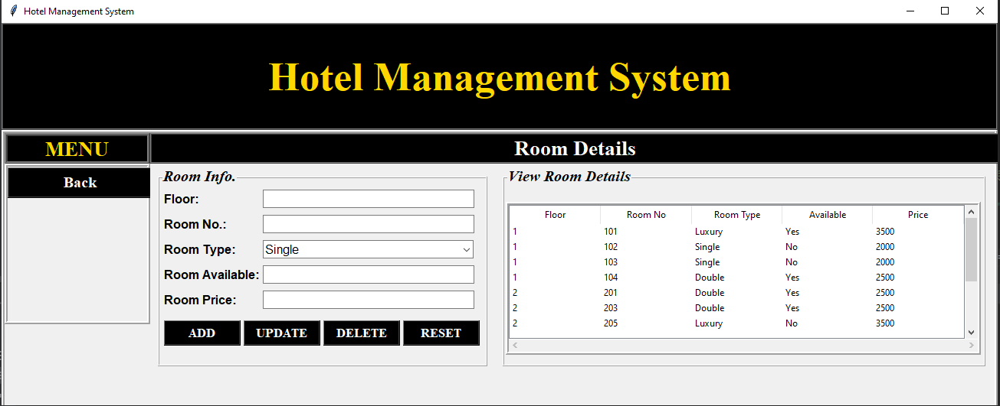 Hotel Management System
Hotel Management System
MENU
Room Details
Back
Room Info.
Floor:
Room No.:
Room Type: Single
Room Available:
Room Price:
ADD UPDATE DELETE RESET
View Room Details
Floor Room No Room Type Available Price
1 101 Luxury Yes 3500
1 102 Single No 2000
1 103 Single No 2000
1 104 Double Yes 2500
2 201 Double Yes 2500
2 203 Double Yes 2500
2 205 Luxury No 3500